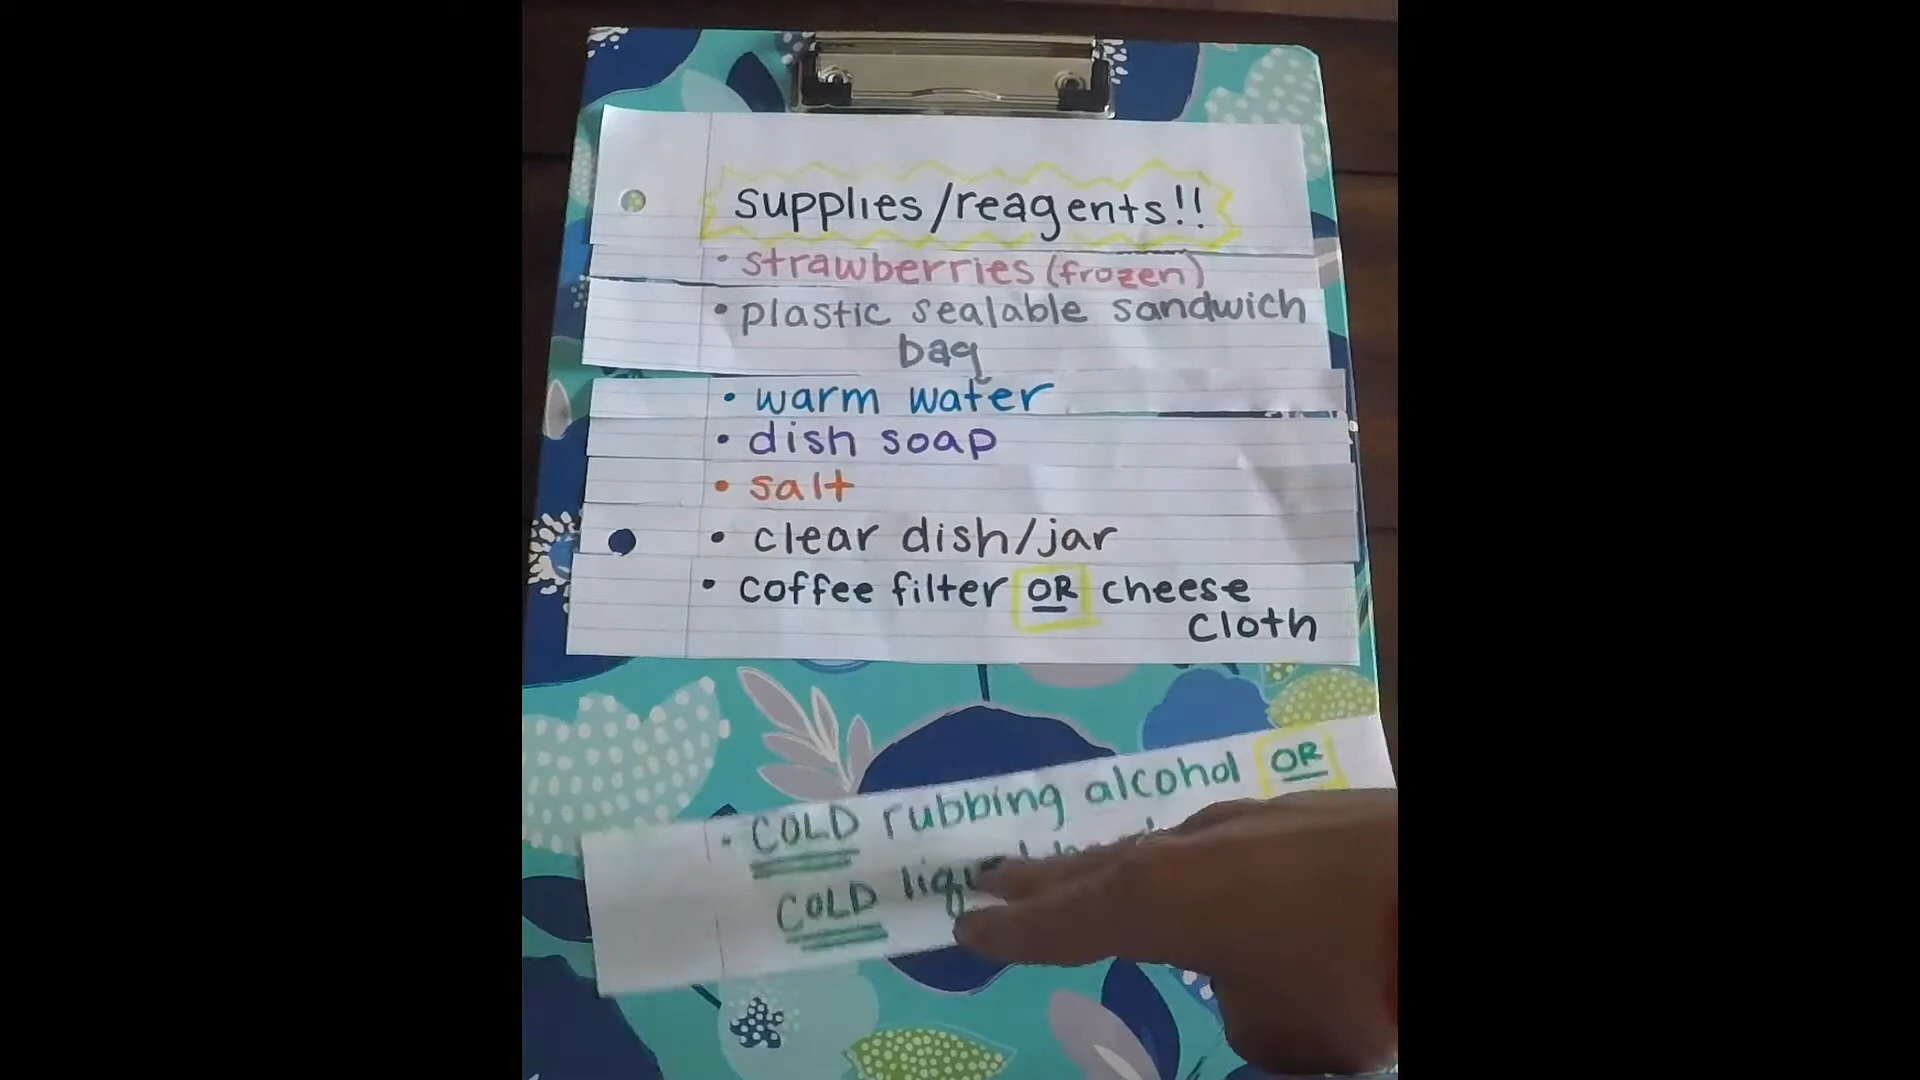 supplies/reagents!!
• strawberries (frozen)
• plastic sealable sandwich
bag
• warm water
• dish soap
• salt
• clear dish/jar
• coffee filter OR cheese
cloth
• COLD rubbing alcohol OR
COLD